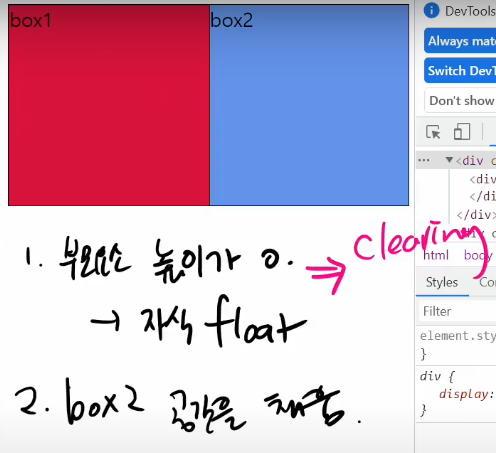 box1
box2
1. 부모요소 높이가 0. ⇒ clearing
→ 자식 float
2. box2 공간을 채움.
DevTools
Always mat
Switch DevT
Don't show
<div c
<div
</di
</div>
html body
Styles Co
Filter
element.sty
}
div {
display:
}